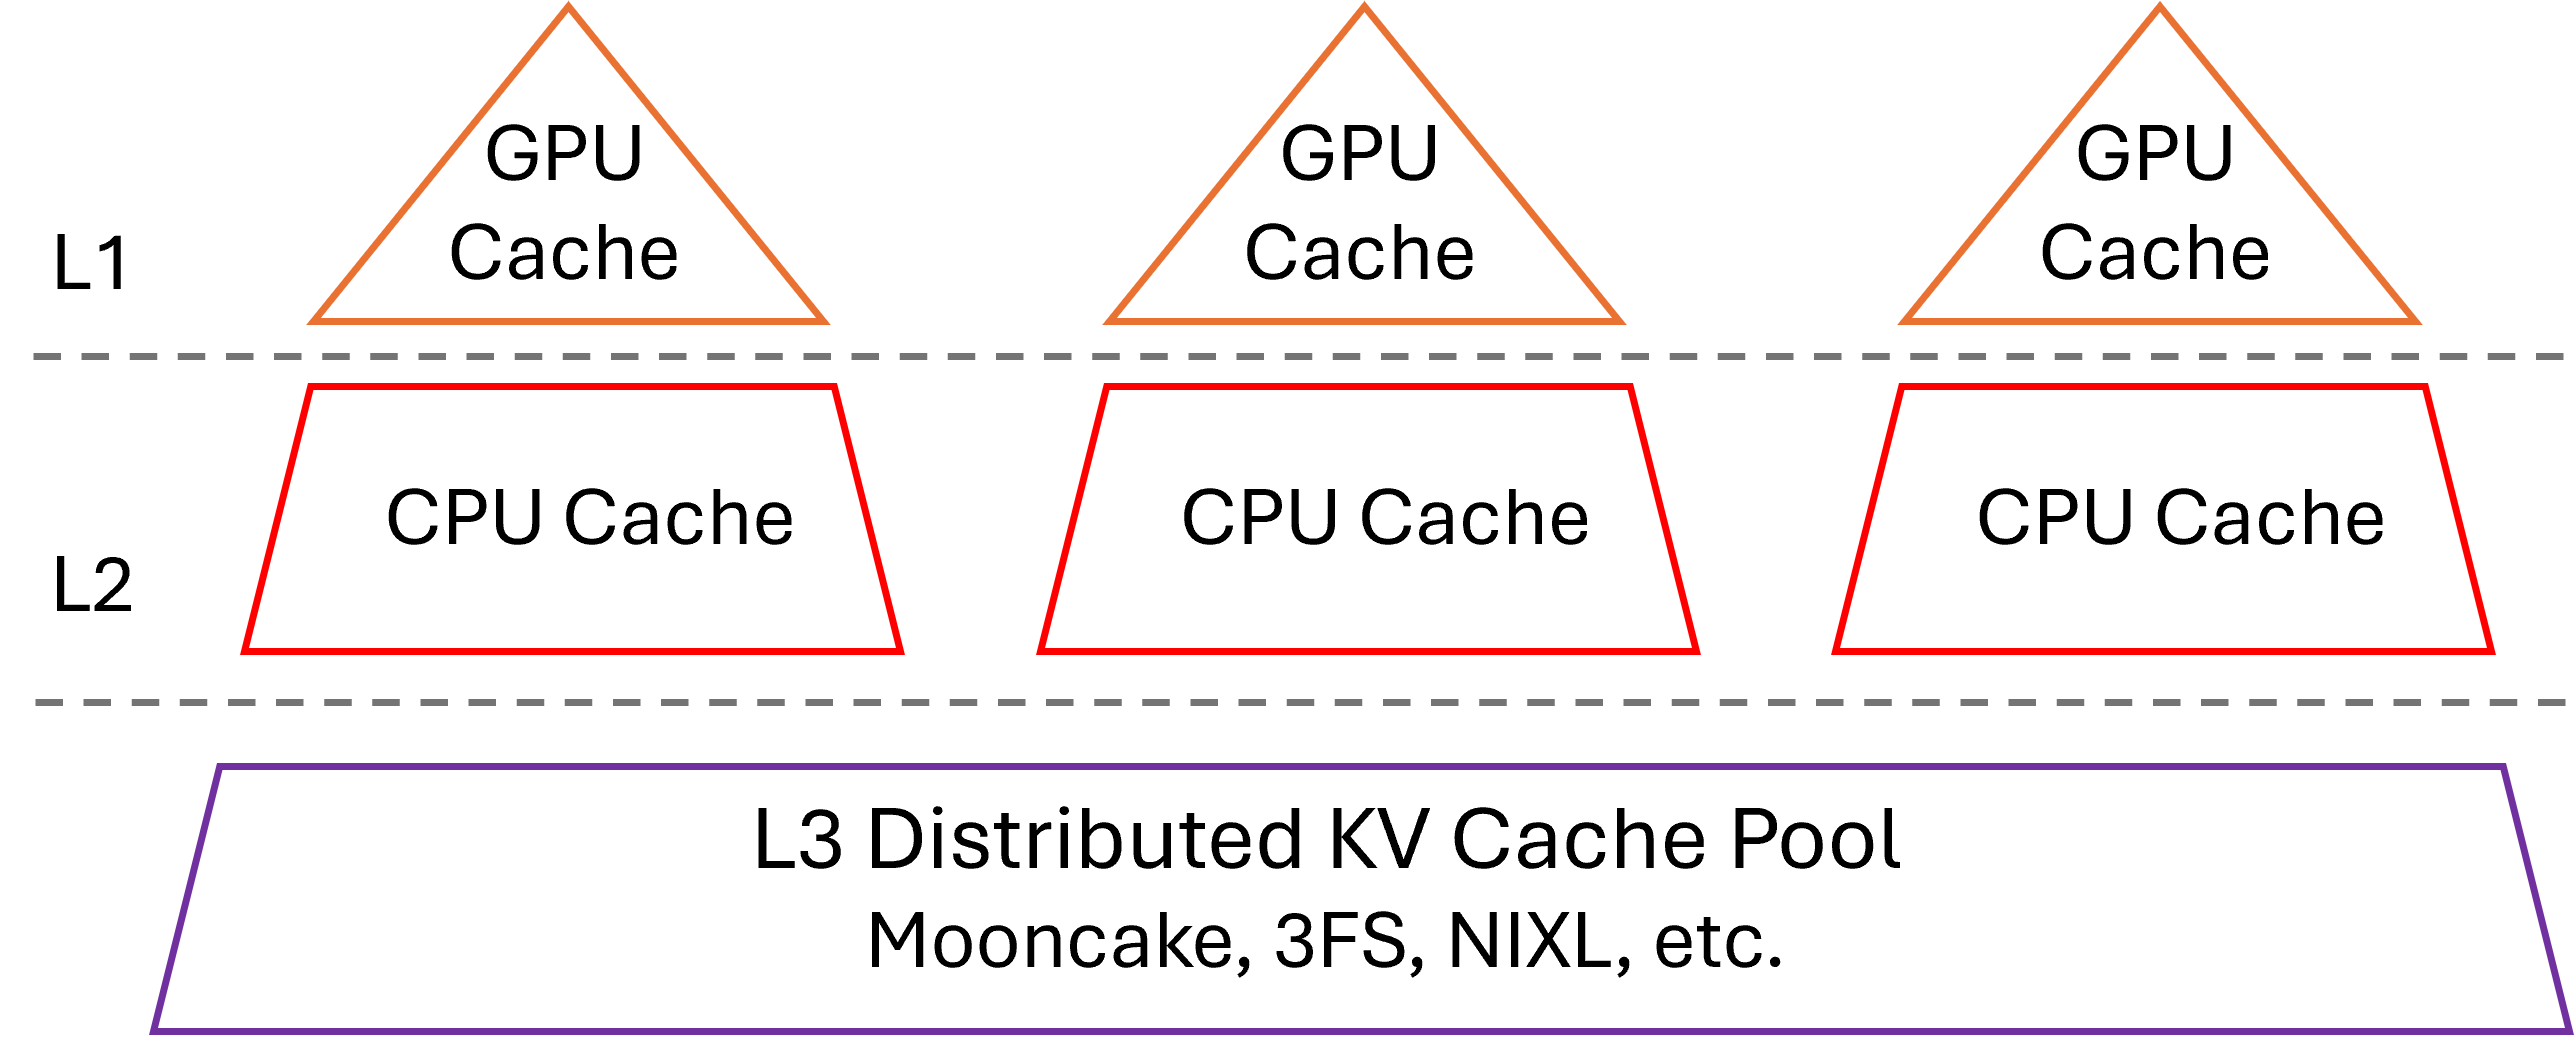 GPU
Cache
GPU
Cache
GPU
Cache
L1
CPU Cache
CPU Cache
CPU Cache
L2
L3 Distributed KV Cache Pool
Mooncake, 3FS, NIXL, etc.